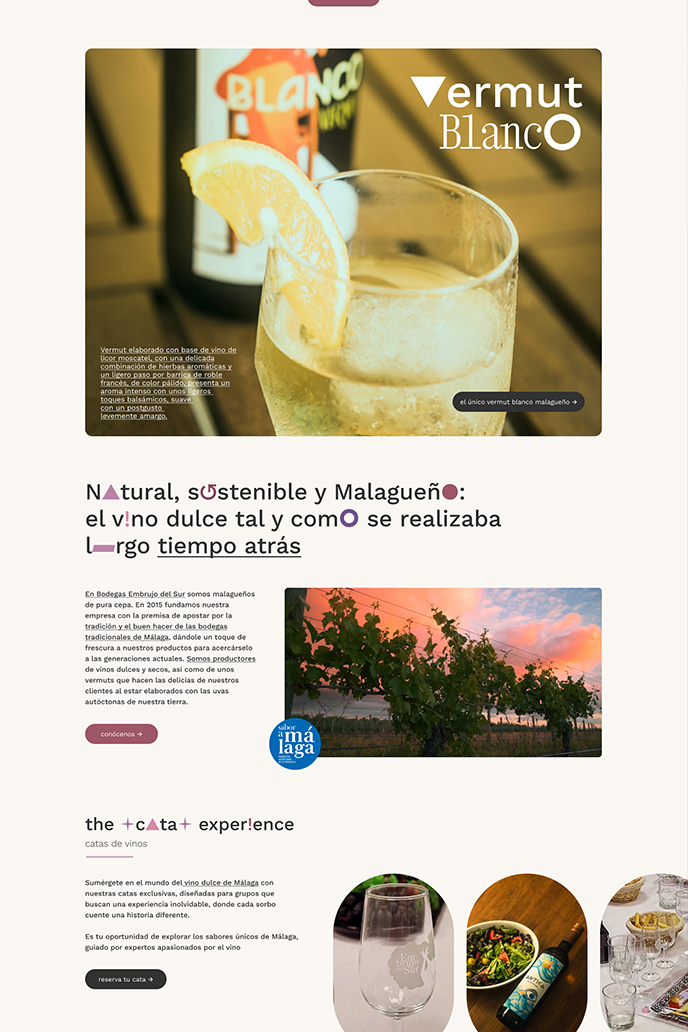 BLANCO
Vermut
BlancO
Vermut elaborado con base de vino de
licor moscatel, con una delicada
combinación de hierbas aromáticas y
un ligero paso por barrica de roble
francés, de color pálido, presenta un
aroma intenso con unos ligeros
toques balsámicos, suave
con un postgusto
levemente amargo.
el único vermut blanco malagueño →
Natural, sostenible y Malagueño:
el v!no dulce tal y como se realizaba
largo tiempo atrás
En Bodegas Embrujo del Sur somos malagueños
de pura cepa. En 2015 fundamos nuestra
empresa con la premisa de apostar por la
tradición y el buen hacer de las bodegas
tradicionales de Málaga, dándole un toque de
frescura a nuestros productos para acercárselo
a las generaciones actuales. Somos productores
de vinos dulces y secos, así como de unos
vermuts que hacen las delicias de nuestros
clientes al estar elaborados con las uvas
autóctonas de nuestra tierra.
conócenos →
sabor
a má
laga
the cata exper!ence
catas de vinos
Sumérgete en el mundo del vino dulce de Málaga con
nuestras catas exclusivas, diseñadas para grupos que
buscan una experiencia inolvidable, donde cada sorbo
cuente una historia diferente.
Es tu oportunidad de explorar los sabores únicos de Málaga,
guiado por expertos apasionados por el vino
reserva tu cata →
Em
brujo
del
Sur